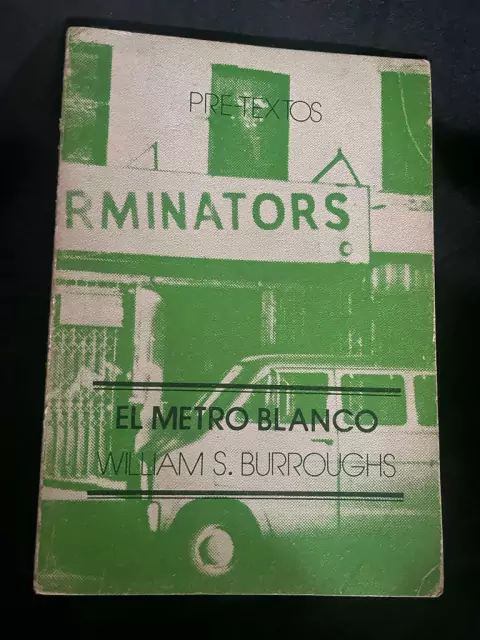 PRE-TEXTOS
RMINATORS
EL METRO BLANCO
WILLIAM S. BURROUGHS